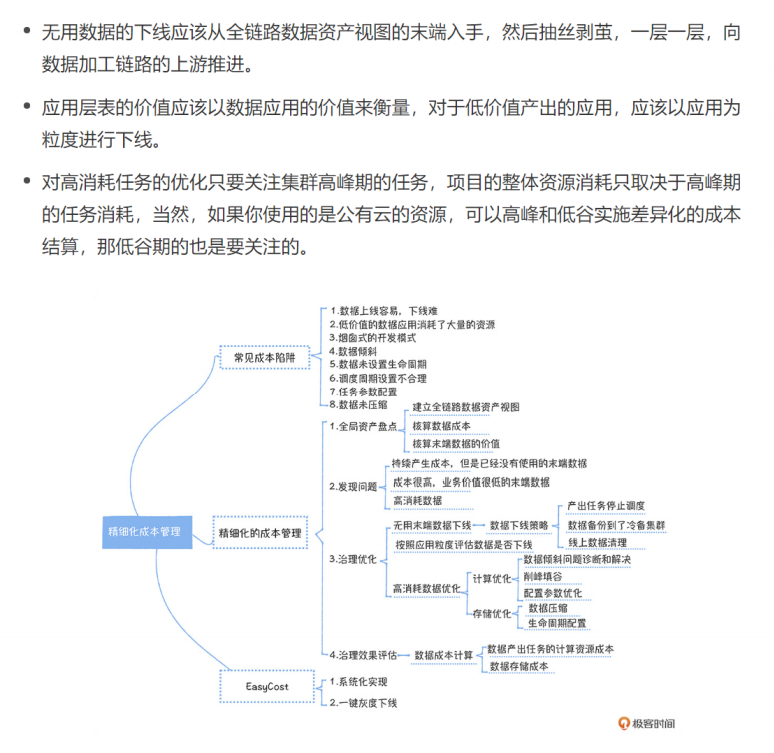 无用数据的下线应该从全链路数据资产视图的末端入手，然后抽丝剥茧，一层一层，向
数据加工链路的上游推进。
应用层表的价值应该以数据应用的价值来衡量，对于低价值产出的应用，应该以应用为
粒度进行下线。
对高消耗任务的优化只要关注集群高峰期的任务，项目的整体资源消耗只取决于高峰期
的任务消耗，当然，如果你使用的是公有云的资源，可以高峰和低谷实施差异化的成本
结算，那低谷期的也是要关注的。
精细化成本管理
常见成本陷阱
1.数据上线容易，下线难
2.低价值的数据应用消耗了大量的资源
3.烟囱式的开发模式
4.数据倾斜
5.数据未设置生命周期
6.调度周期设置不合理
7.任务参数配置
8.数据未压缩
精细化的成本管理
1.全局资产盘点
建立全链路数据资产视图
核算数据成本
核算末端数据的价值
2.发现问题
持续产生成本，但是已经没有使用的末端数据
成本很高，业务价值很低的末端数据
高消耗数据
3.治理优化
无用末端数据下线
数据下线策略
产出任务停止调度
数据备份到了冷备集群
线上数据清理
按照应用粒度评估数据是否下线
高消耗数据优化
计算优化
数据倾斜问题诊断和解决
削峰填谷
配置参数优化
存储优化
数据压缩
生命周期配置
4.治理效果评估
数据成本计算
数据产出任务的计算资源成本
数据存储成本
EasyCost
1.系统化实现
2.一键灰度下线
极客时间